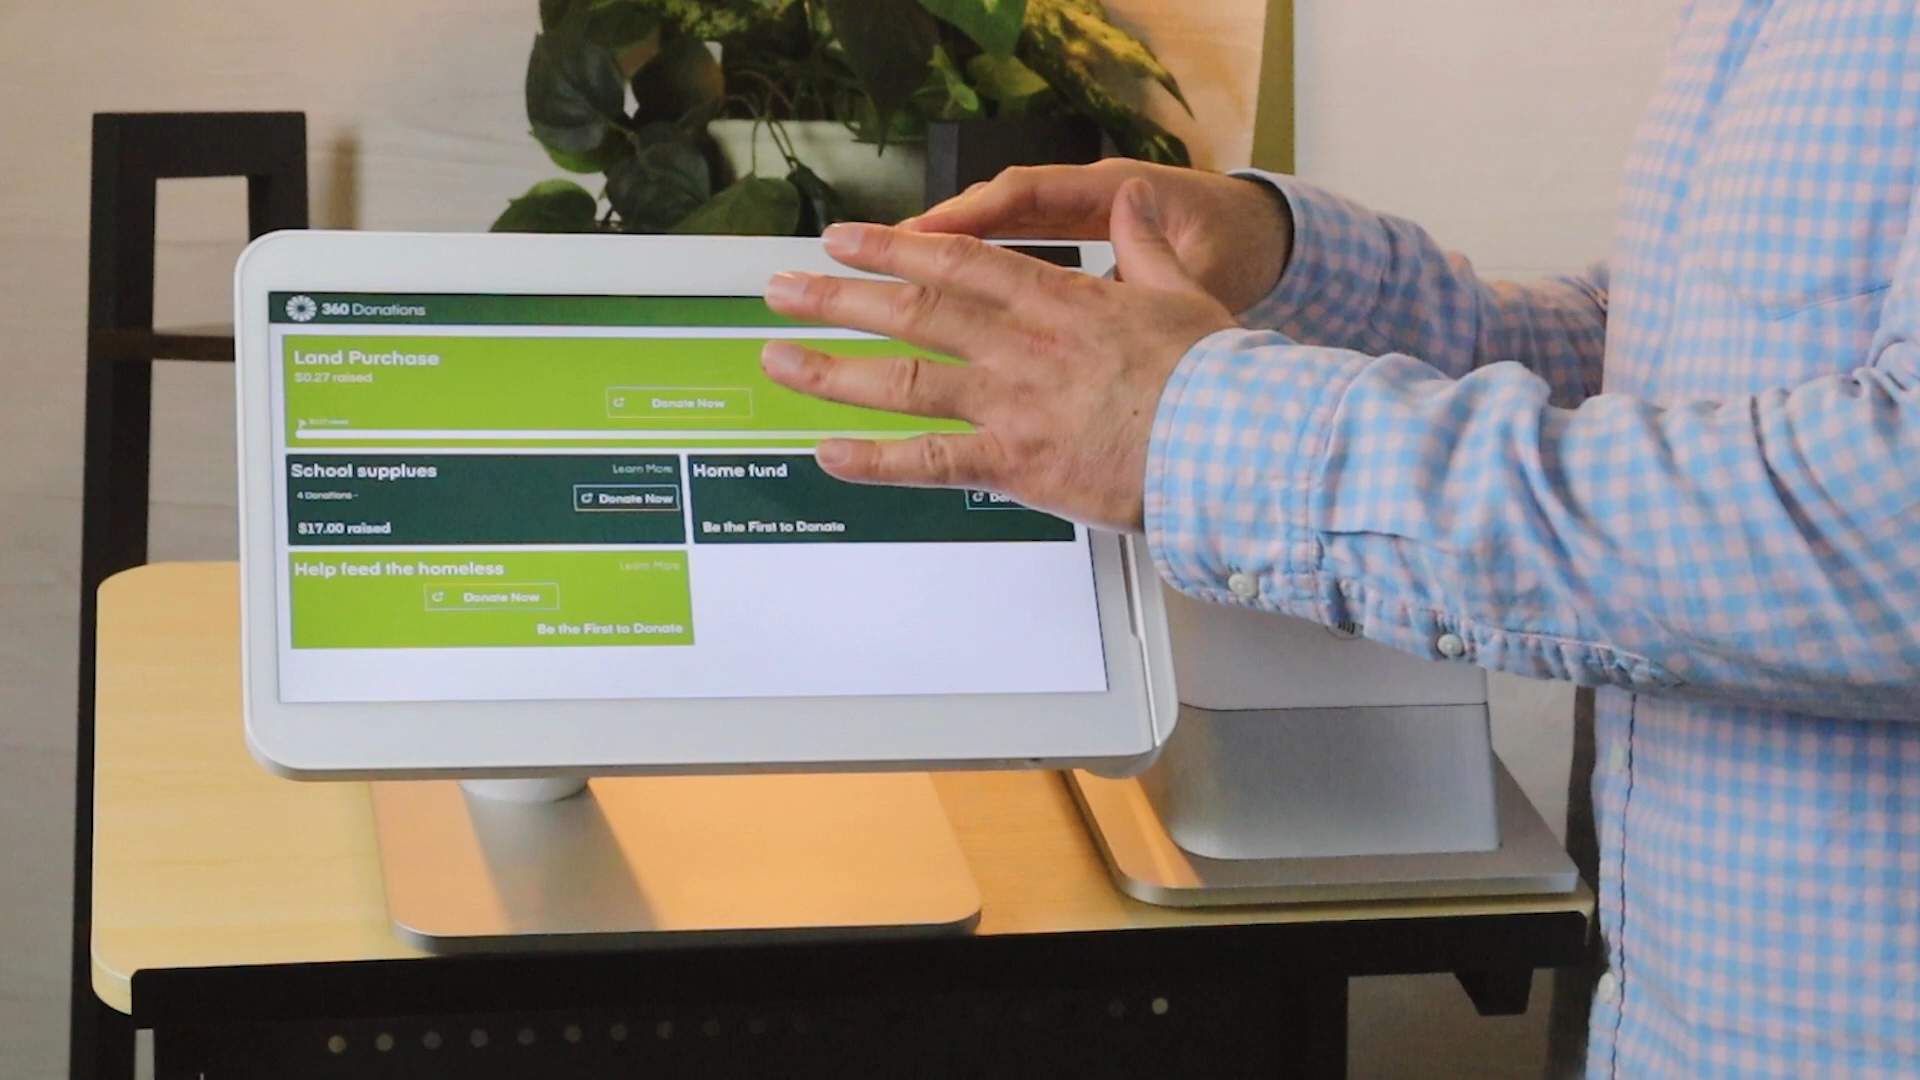 360 Donations
Land Purchase
$0.27 raised
Donate Now
School supplues
Learn More
4 Donations
Donate Now
$17.00 raised
Home fund
Be the First to Donate
Help feed the homeless
Learn More
Donate Now
Be the First to Donate